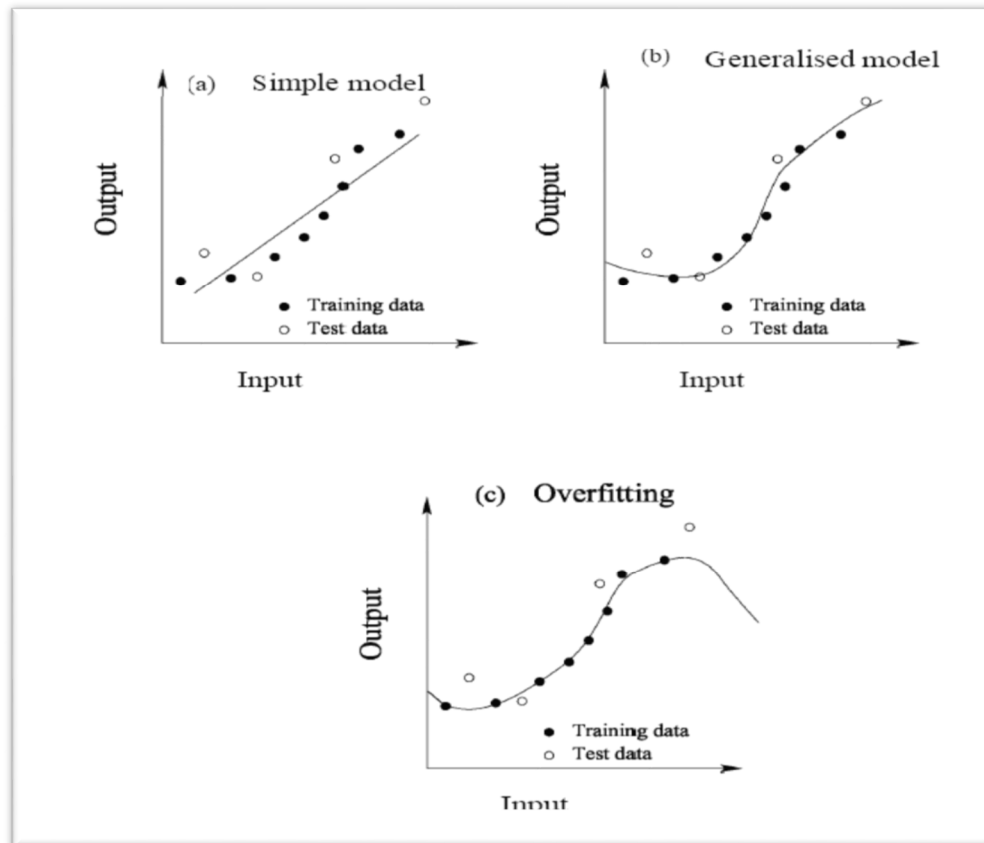 (a) Simple model
Output
Training data
Test data
Input
(b) Generalised model
Output
Training data
Test data
Input
(c) Overfitting
Output
Training data
Test data
Input